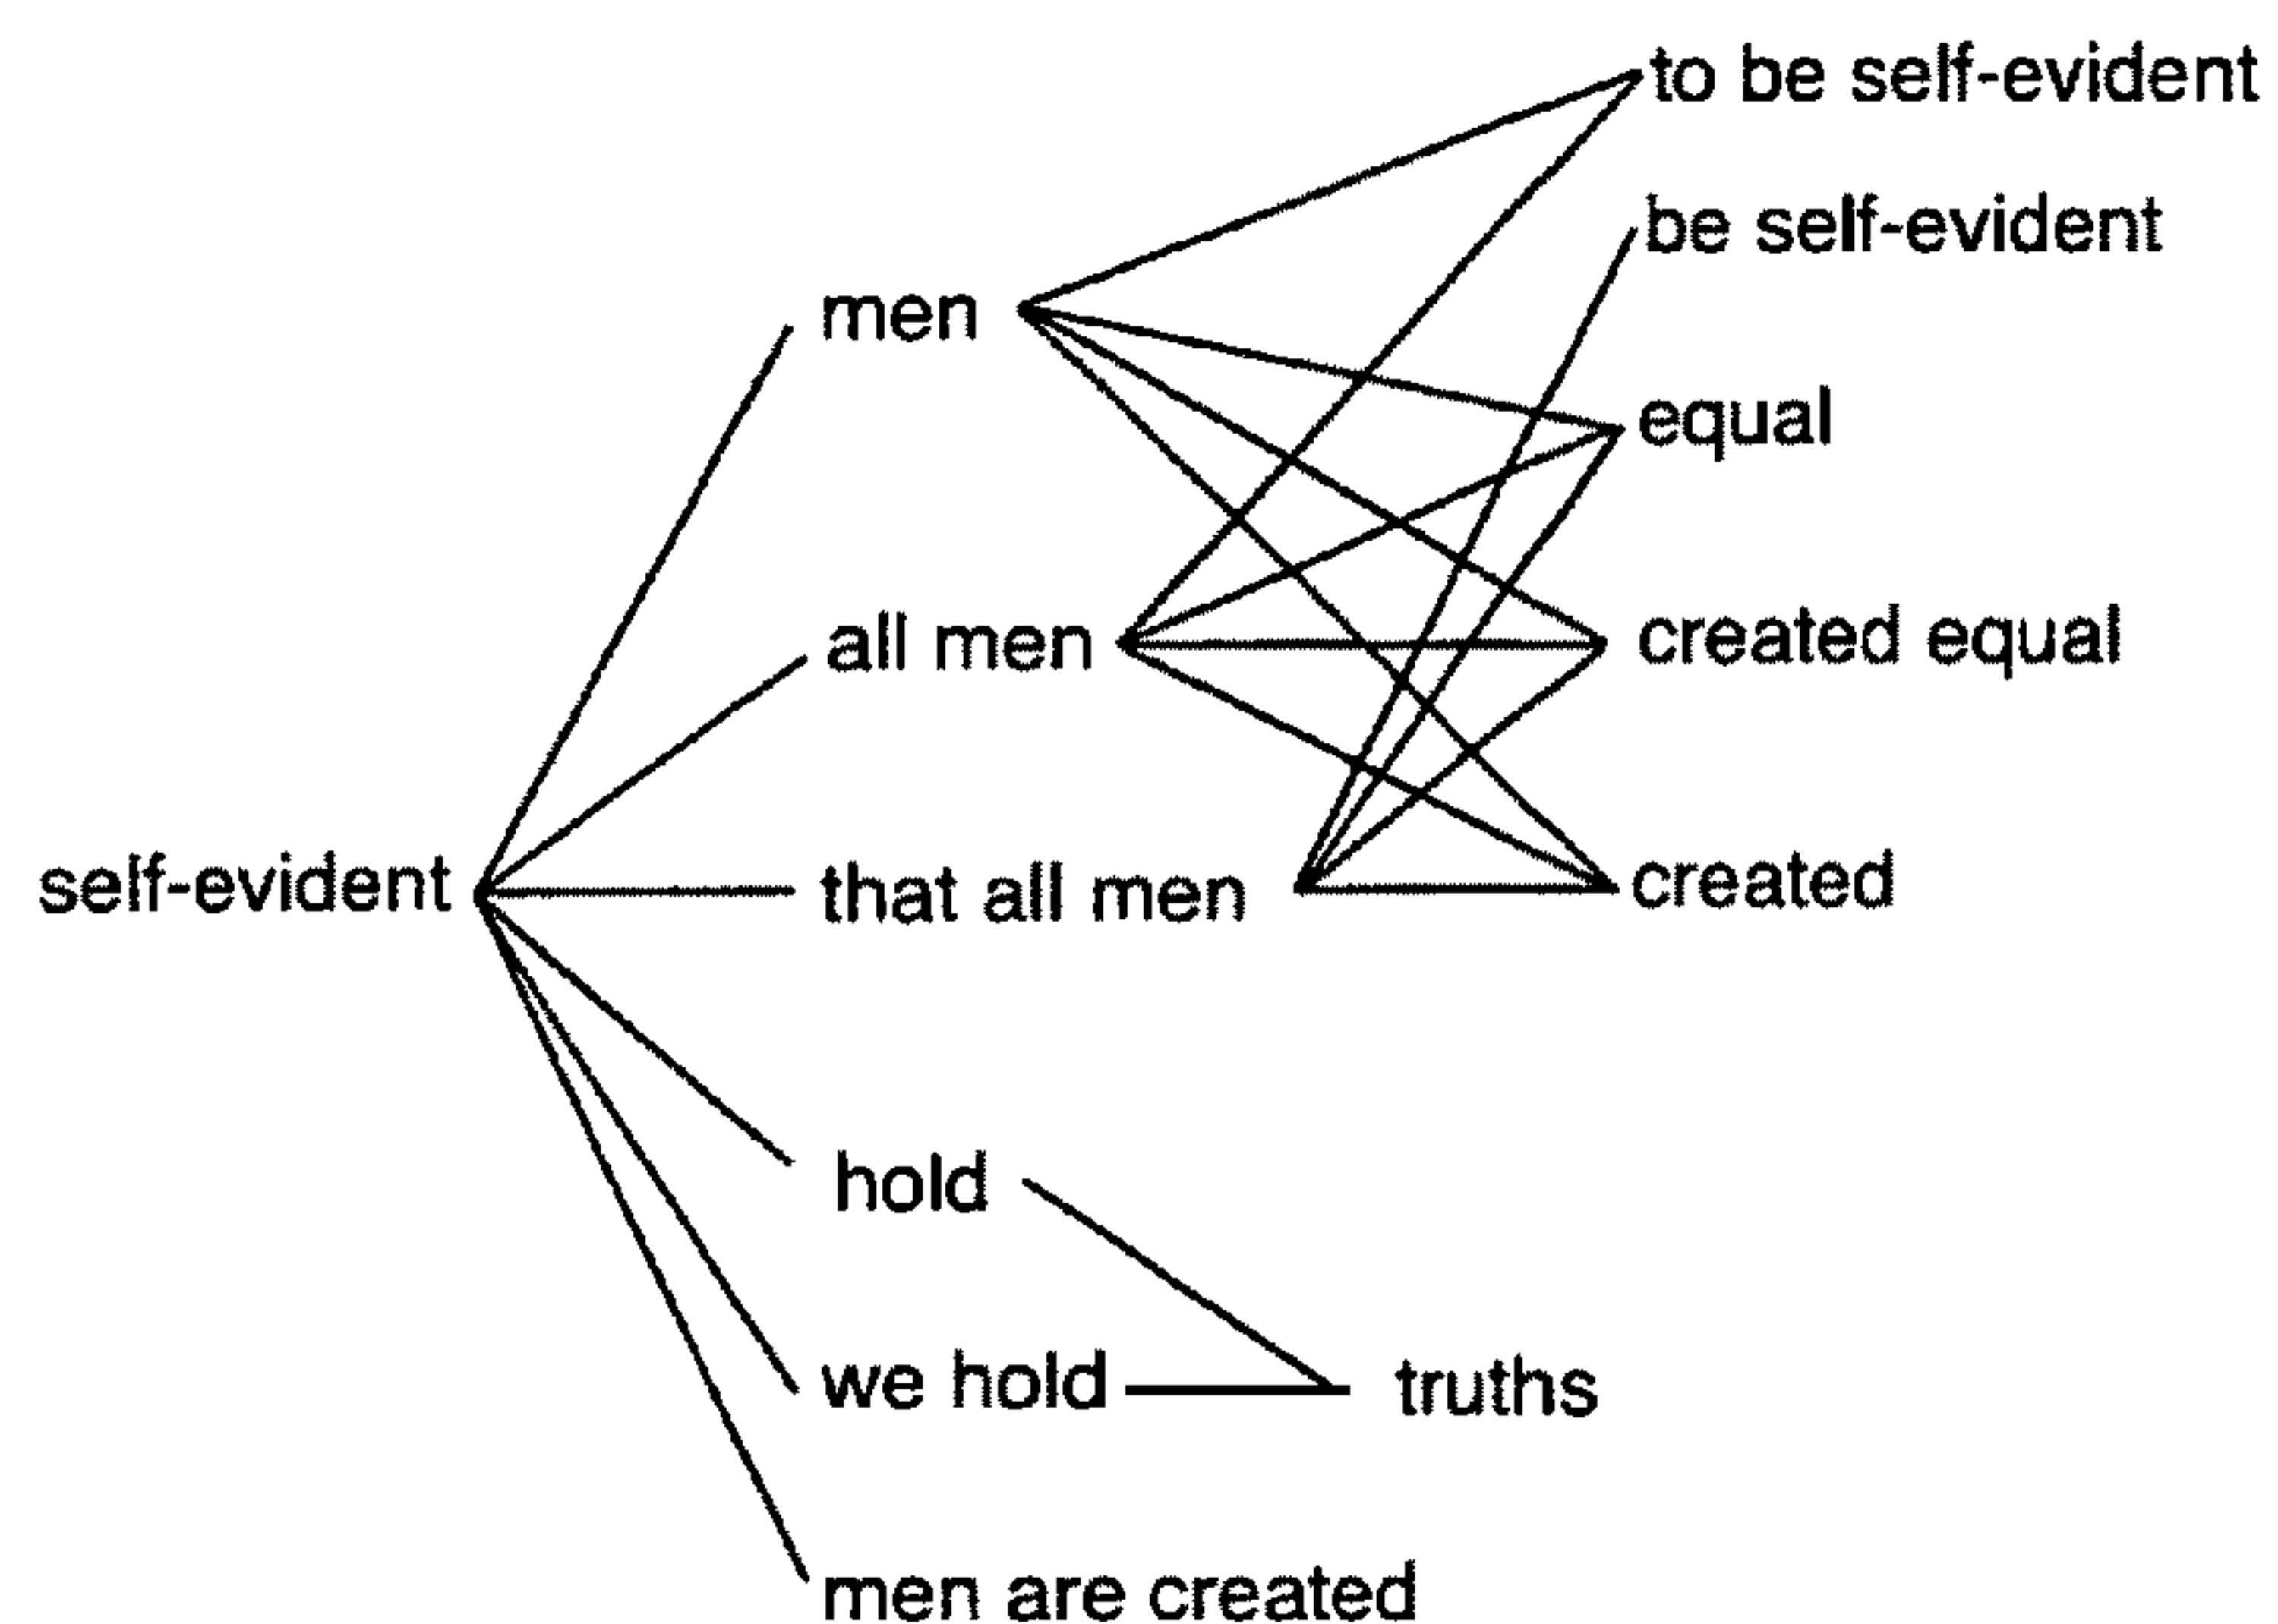 to be self-evident
be self-evident
men
equal
all men
created equal
self-evident
that all men
created
hold
we hold
truths
men are created